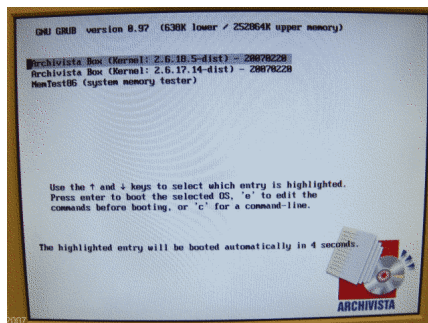 GNU GRUB version 0.97 (638K lower / 252864K upper memory)
Archivista Box (Kernel: 2.6.18.5-dist) - 20070220
Archivista Box (Kernel: 2.6.17.14-dist) - 20070220
MemTest86 (system memory tester)
Use the ↑ and ↓ keys to select which entry is highlighted.
Press enter to boot the selected OS, 'e' to edit the
commands before booting, or 'c' for a command-line.
The highlighted entry will be booted automatically in 4 seconds.
ARCHIVISTA
2007